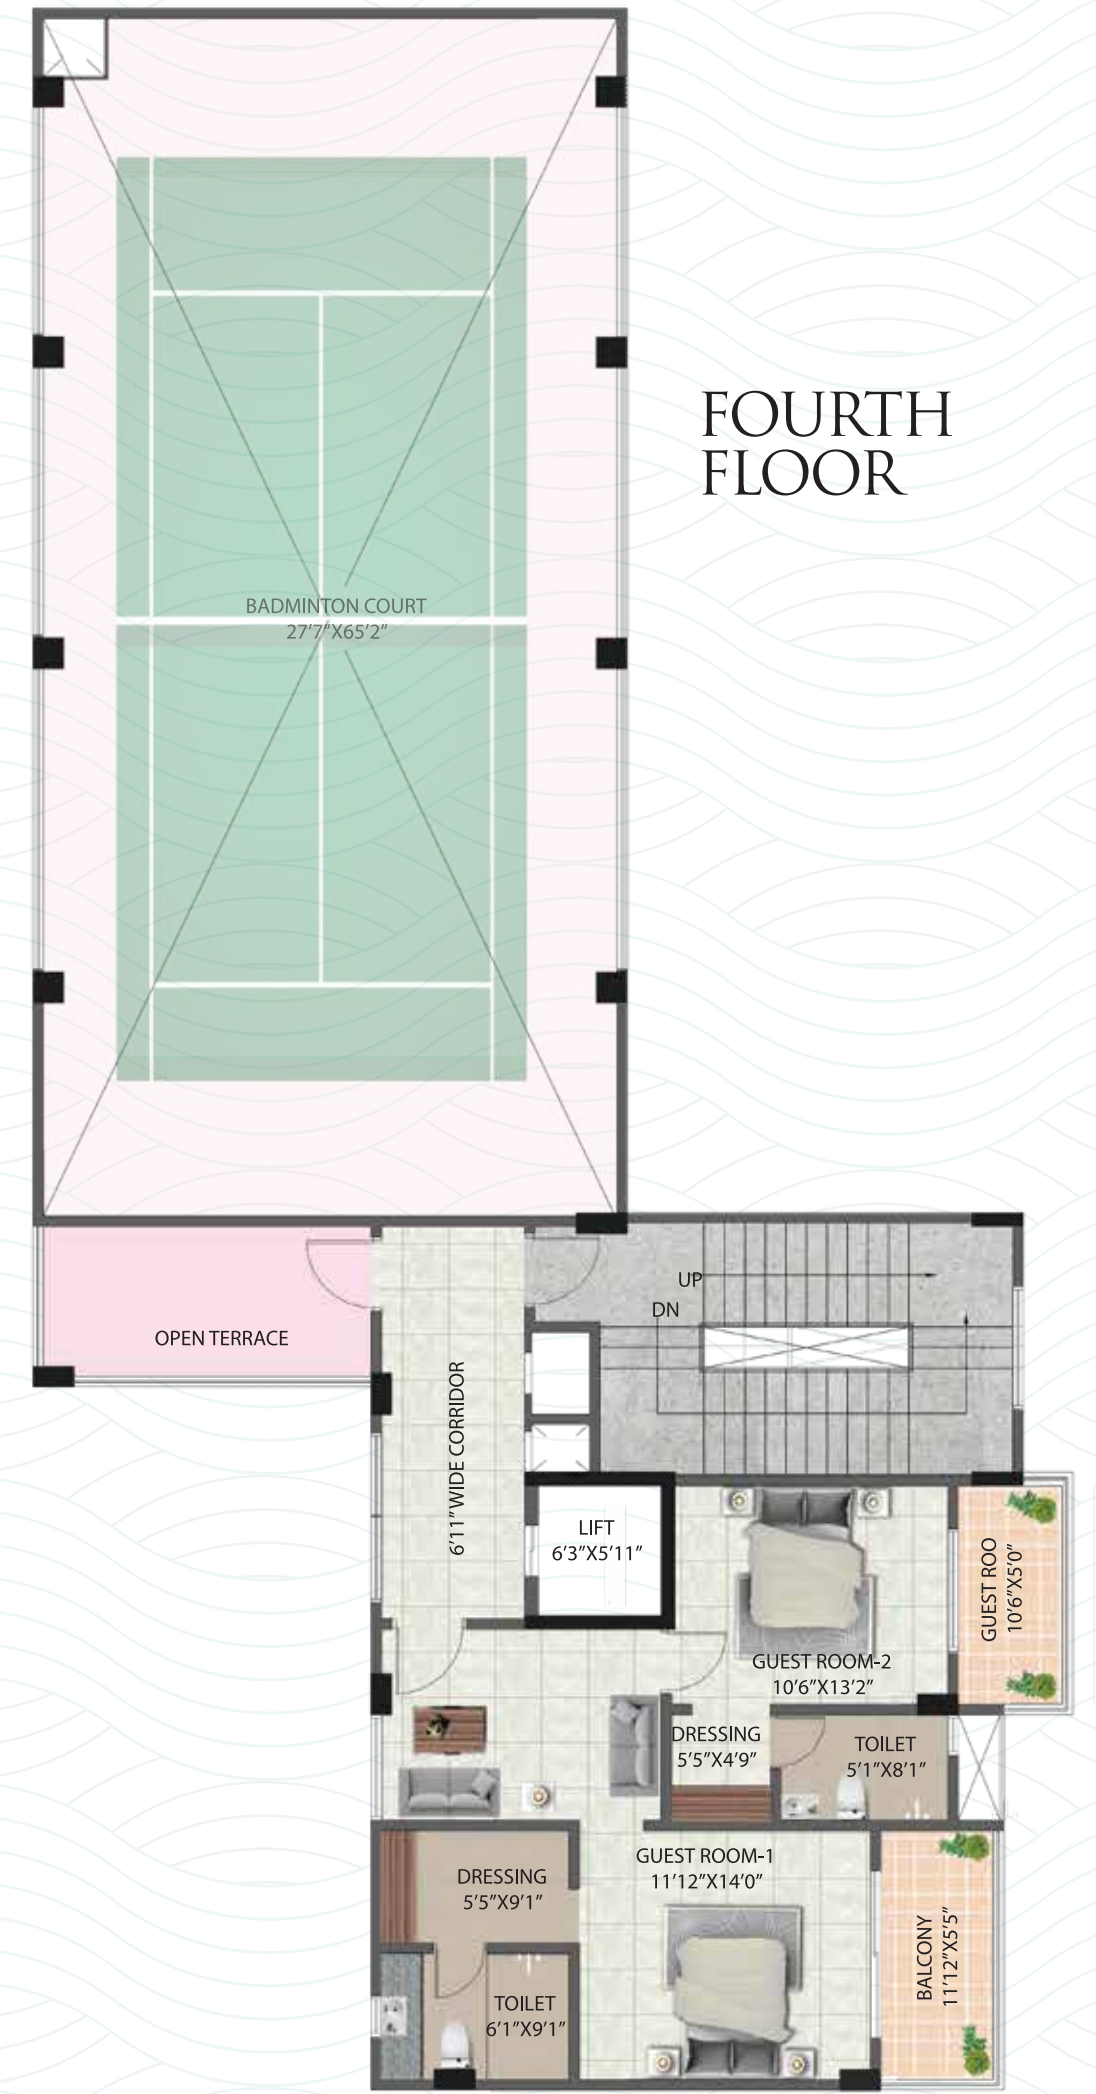 FOURTH
FLOOR
BADMINTON COURT
27'7"X65'2"
UP
DN
OPEN TERRACE
6'11"WIDE CORRIDOR
LIFT
6'3"X5'11"
GUEST ROO
10'6"X5'0"
GUEST ROOM-2
10'6"X13'2"
DRESSING
5'5"X4'9"
TOILET
5'1"X8'1"
GUEST ROOM-1
11'12"X14'0"
DRESSING
5'5"X9'1"
BALCONY
11'12"X5'5"
TOILET
6'1"X9'1"